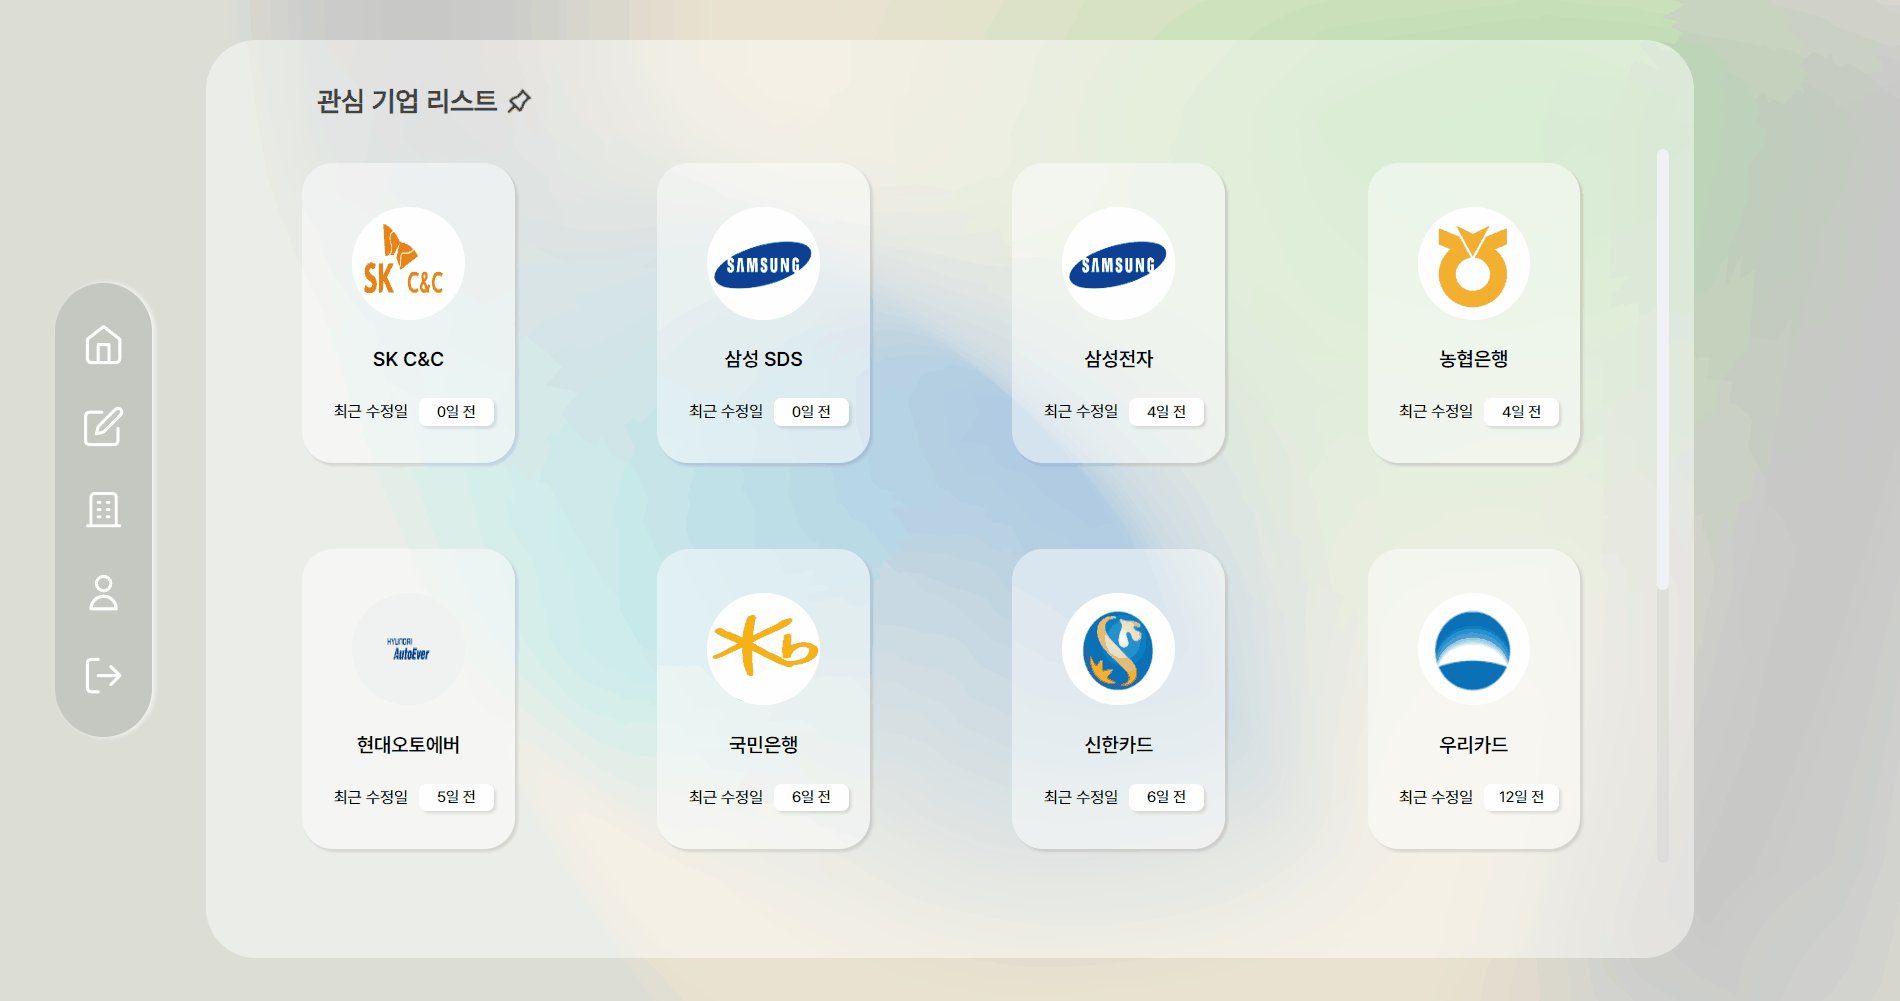 관심 기업 리스트
SK C&C
SAMSUNG
SAMSUNG
SK C&C
삼성 SDS
삼성전자
농협은행
최근 수정일 0일 전
최근 수정일 0일 전
최근 수정일 4일 전
최근 수정일 4일 전
HYUNDAI
AutoEver
Kb
현대오토에버
국민은행
신한카드
우리카드
최근 수정일 5일 전
최근 수정일 6일 전
최근 수정일 6일 전
최근 수정일 12일 전